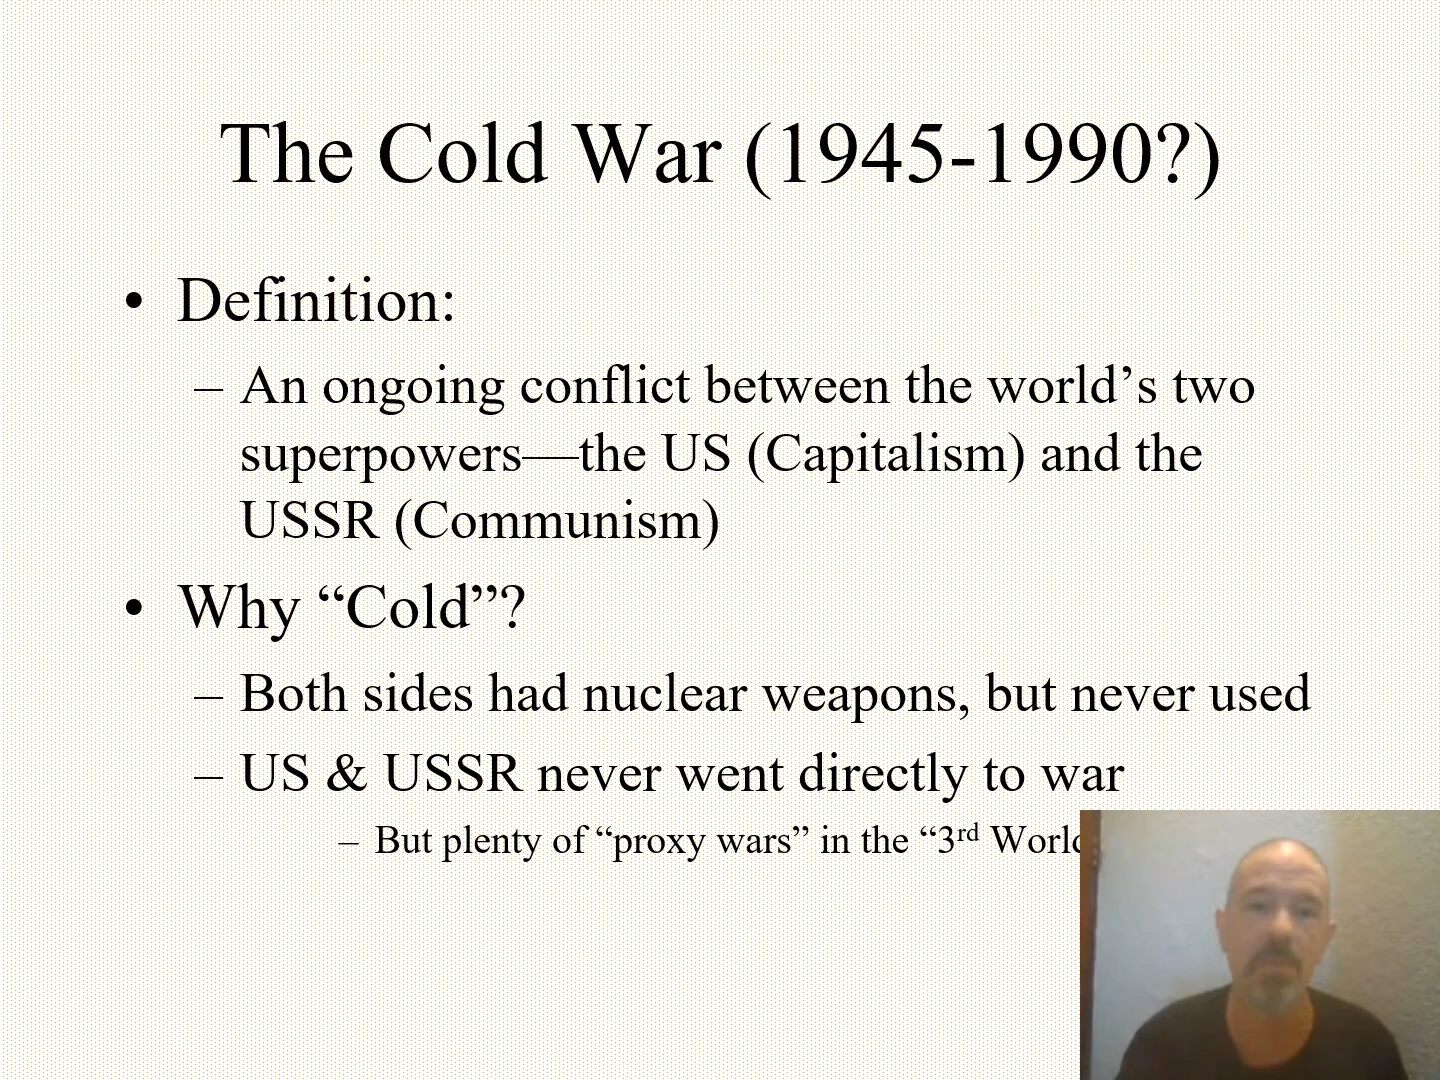 The Cold War (1945-1990?)
• Definition:
– An ongoing conflict between the world’s two
superpowers—the US (Capitalism) and the
USSR (Communism)
• Why “Cold”?
– Both sides had nuclear weapons, but never used
– US & USSR never went directly to war
– But plenty of “proxy wars” in the “3rd World